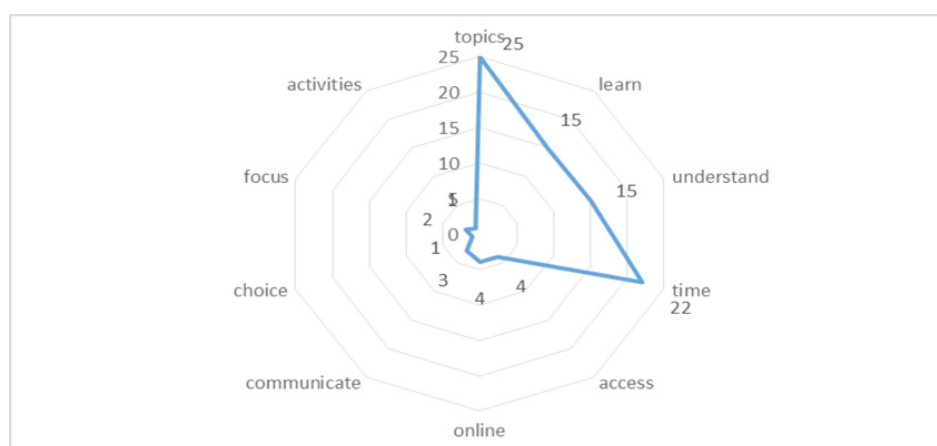 topics
25
25
activities
learn
20
15
15
10
focus
understand
15
5
1
2
0
1
choice
time
22
3
4
4
communicate
access
online